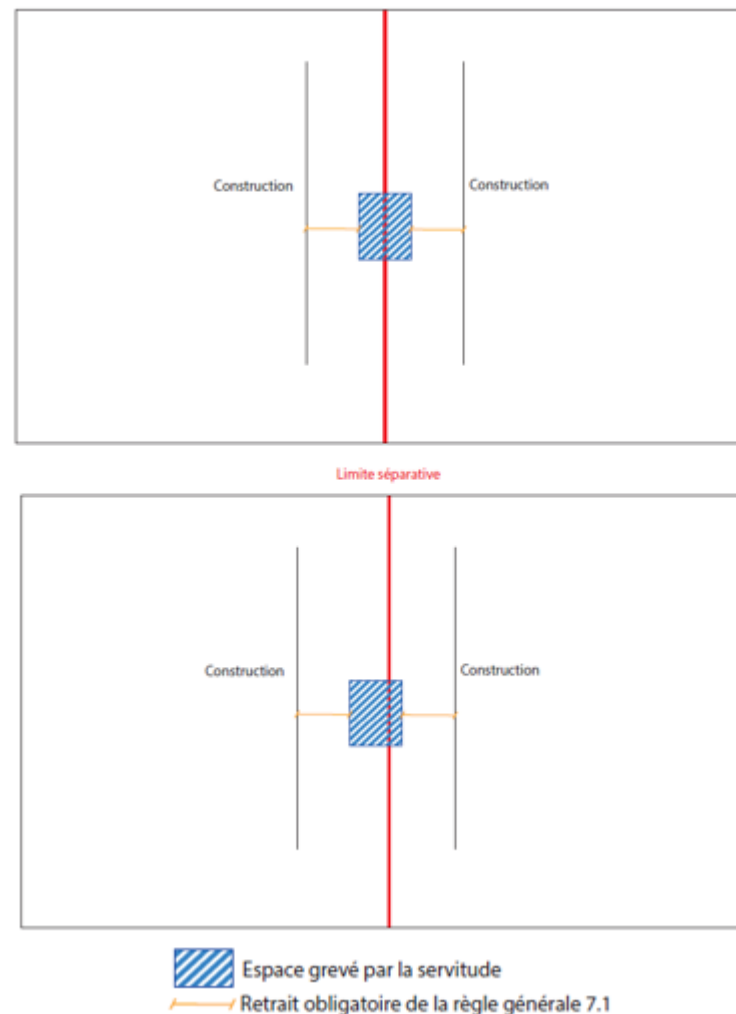 Construction
Construction
Limite séparative
Construction
Construction
Espace grevé par la servitude
Retrait obligatoire de la règle générale 7.1